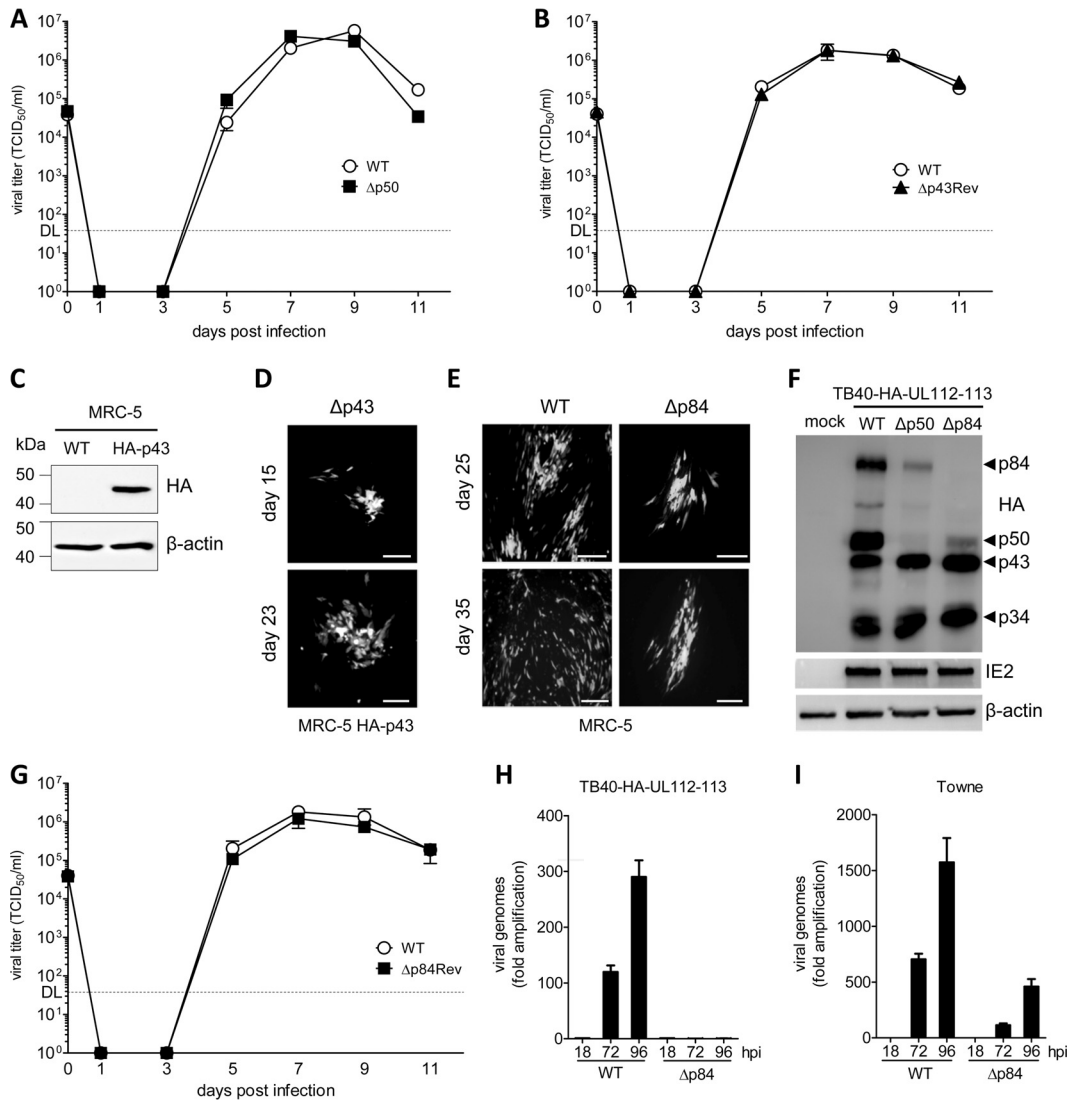 A
10⁷
10⁶
10⁵
10⁴
10³
10²
DL
10¹
10⁰
viral titer (TCID₅₀/ml)
WT
Δp50
0 1 3 5 7 9 11
days post infection
B
10⁷
10⁶
10⁵
10⁴
10³
10²
DL
10¹
10⁰
viral titer (TCID₅₀/ml)
WT
Δp43Rev
0 1 3 5 7 9 11
days post infection
C
MRC-5
kDa WT HA-p43
50
40
HA
50
40
β-actin
D
Δp43
day 15
day 23
MRC-5 HA-p43
E
WT Δp84
day 25
day 35
MRC-5
F
TB40-HA-UL112-113
mock WT Δp50 Δp84
p84
HA
p50
p43
p34
IE2
β-actin
G
10⁷
10⁶
10⁵
10⁴
10³
10²
DL
10¹
10⁰
viral titer (TCID₅₀/ml)
WT
Δp84Rev
0 1 3 5 7 9 11
days post infection
H
TB40-HA-UL112-113
viral genomes
(fold amplification)
400
300
200
100
0
18 72 96 18 72 96 hpi
WT Δp84
I
Towne
viral genomes
(fold amplification)
2000
1500
1000
500
0
18 72 96 18 72 96 hpi
WT Δp84